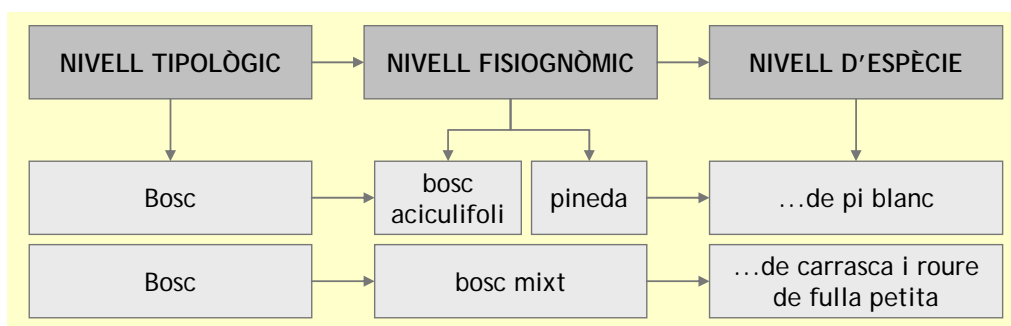 NIVELL TIPOLÒGIC
NIVELL FISIOGNÒMIC
NIVELL D'ESPÈCIE
Bosc
bosc
aciculifoli
pineda
…de pi blanc
Bosc
bosc mixt
…de carrasca i roure
de fulla petita